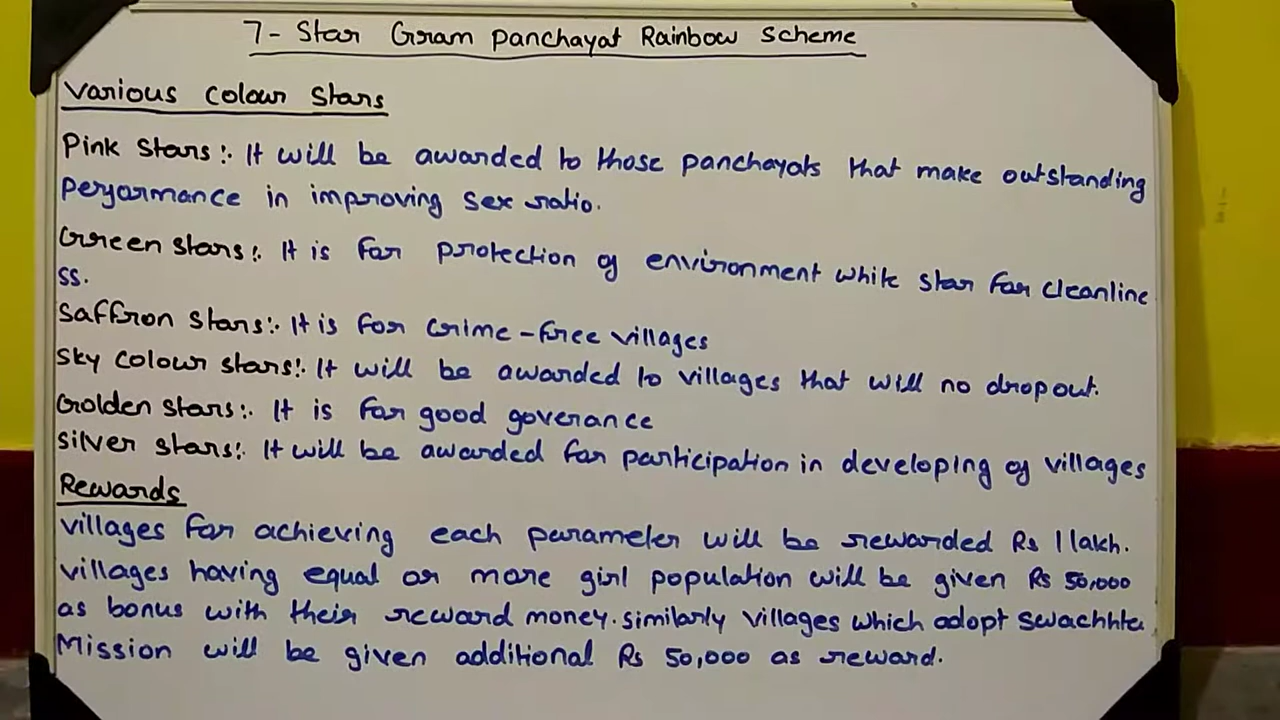 7- Star Gram Panchayat Rainbow Scheme
Various Colour Stars
Pink Stars:. It will be awarded to those panchayats that make outstanding
Performance in improving sex ratio.
Green Stars:. It is for protection of environment while star for cleanline
ss.
Saffron Stars:. It is for crime-free villages
Sky Colour Stars:. It will be awarded to villages that will no dropout.
Golden Stars:. It is for good goverance
Silver Stars:. It will be awarded for participation in developing of villages
Rewards
Villages for achieving each parameter will be rewarded Rs 1 lakh.
Villages having equal or more girl population will be given Rs 50,000
as bonus with their reward money. similarly villages which adopt swachhta
Mission will be given additional Rs 50,000 as reward.